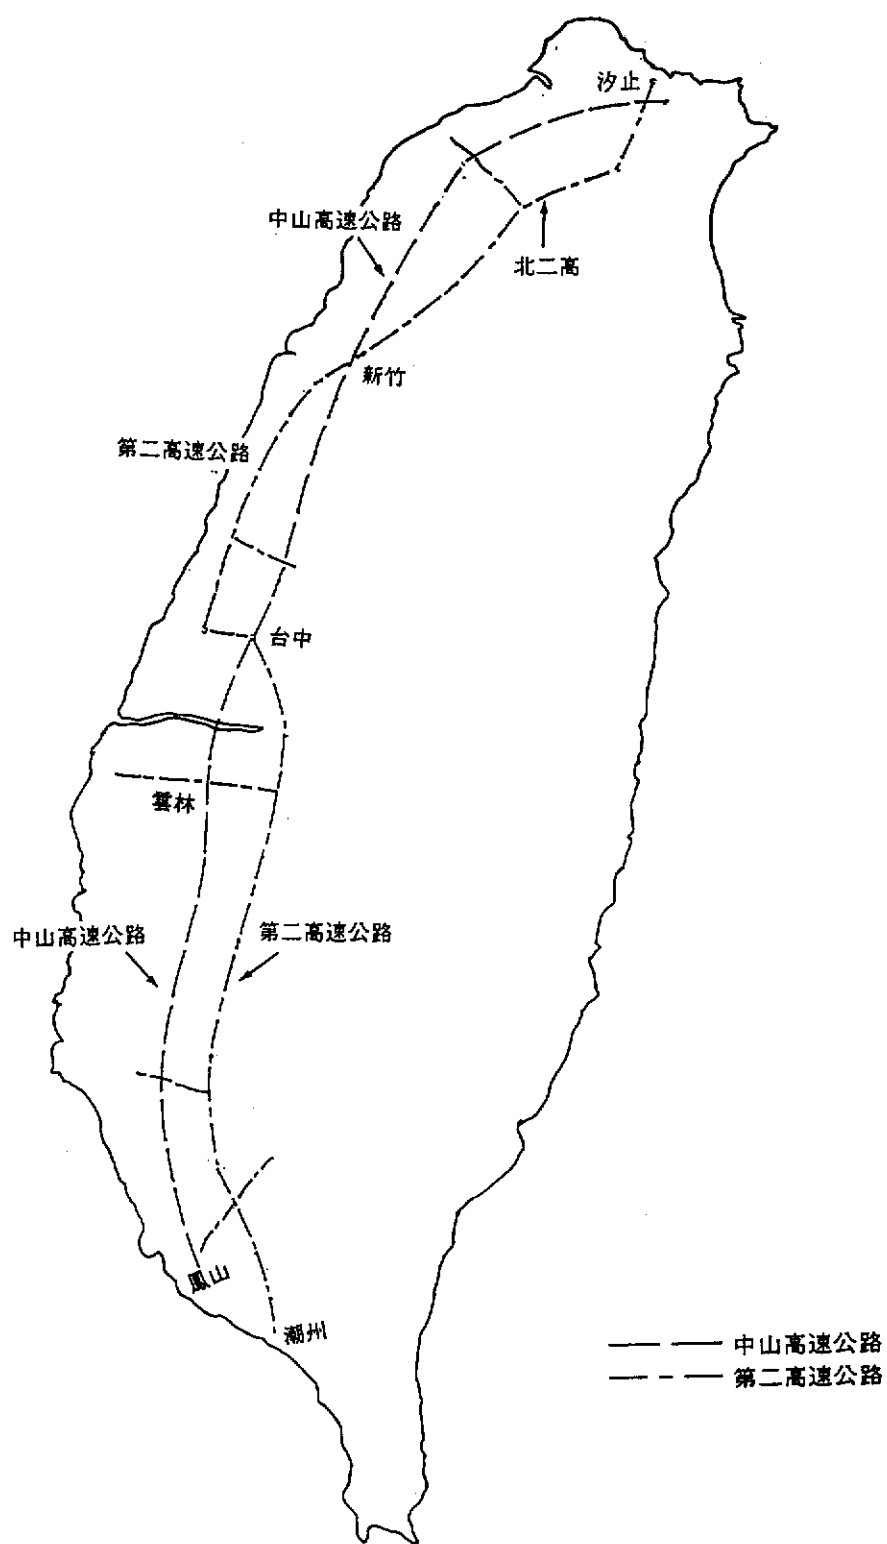 汐止
中山高速公路
北二高
新竹
第二高速公路
台中
雲林
中山高速公路
第二高速公路
鳳山
潮州
中山高速公路
第二高速公路